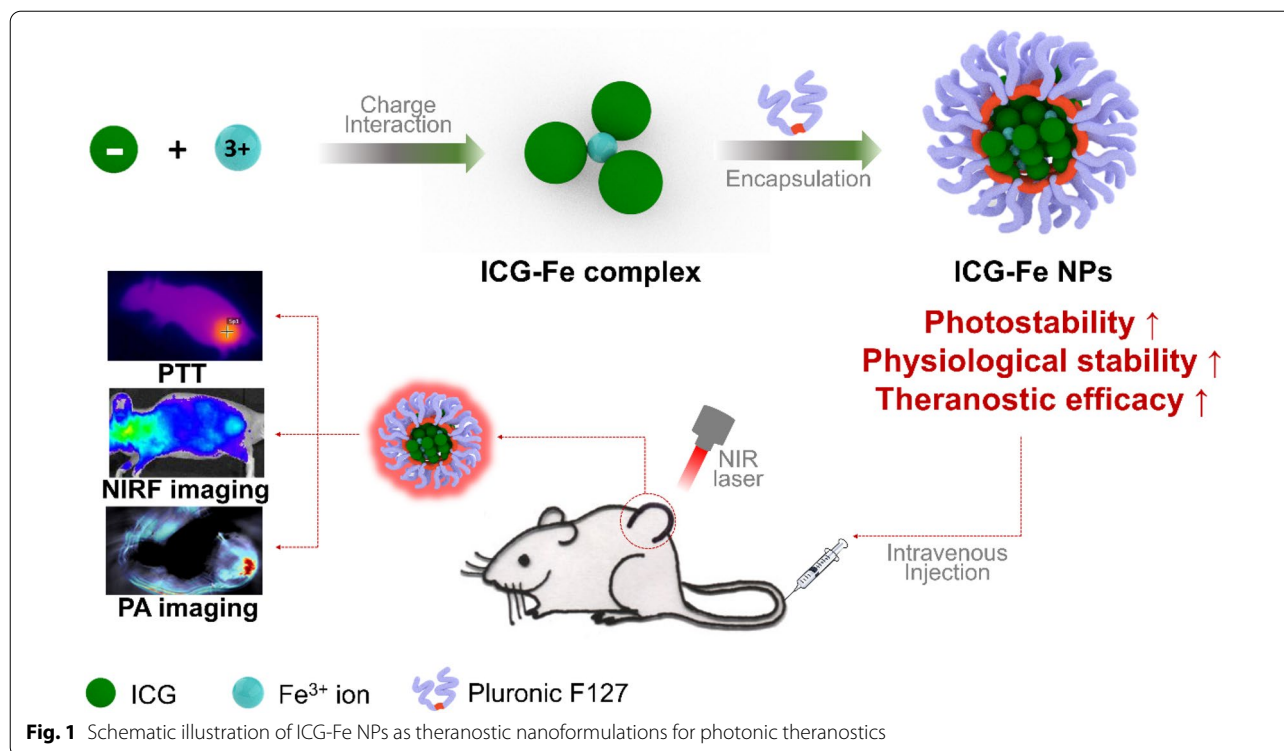 -
+
3+
Charge
Interaction
Encapsulation
ICG-Fe complex
ICG-Fe NPs
Photostability ↑
Physiological stability ↑
Theranostic efficacy ↑
Sp1
PTT
NIRF imaging
PA imaging
NIR
laser
Intravenous
Injection
ICG
Fe³⁺ ion
Pluronic F127
Fig. 1 Schematic illustration of ICG-Fe NPs as theranostic nanoformulations for photonic theranostics